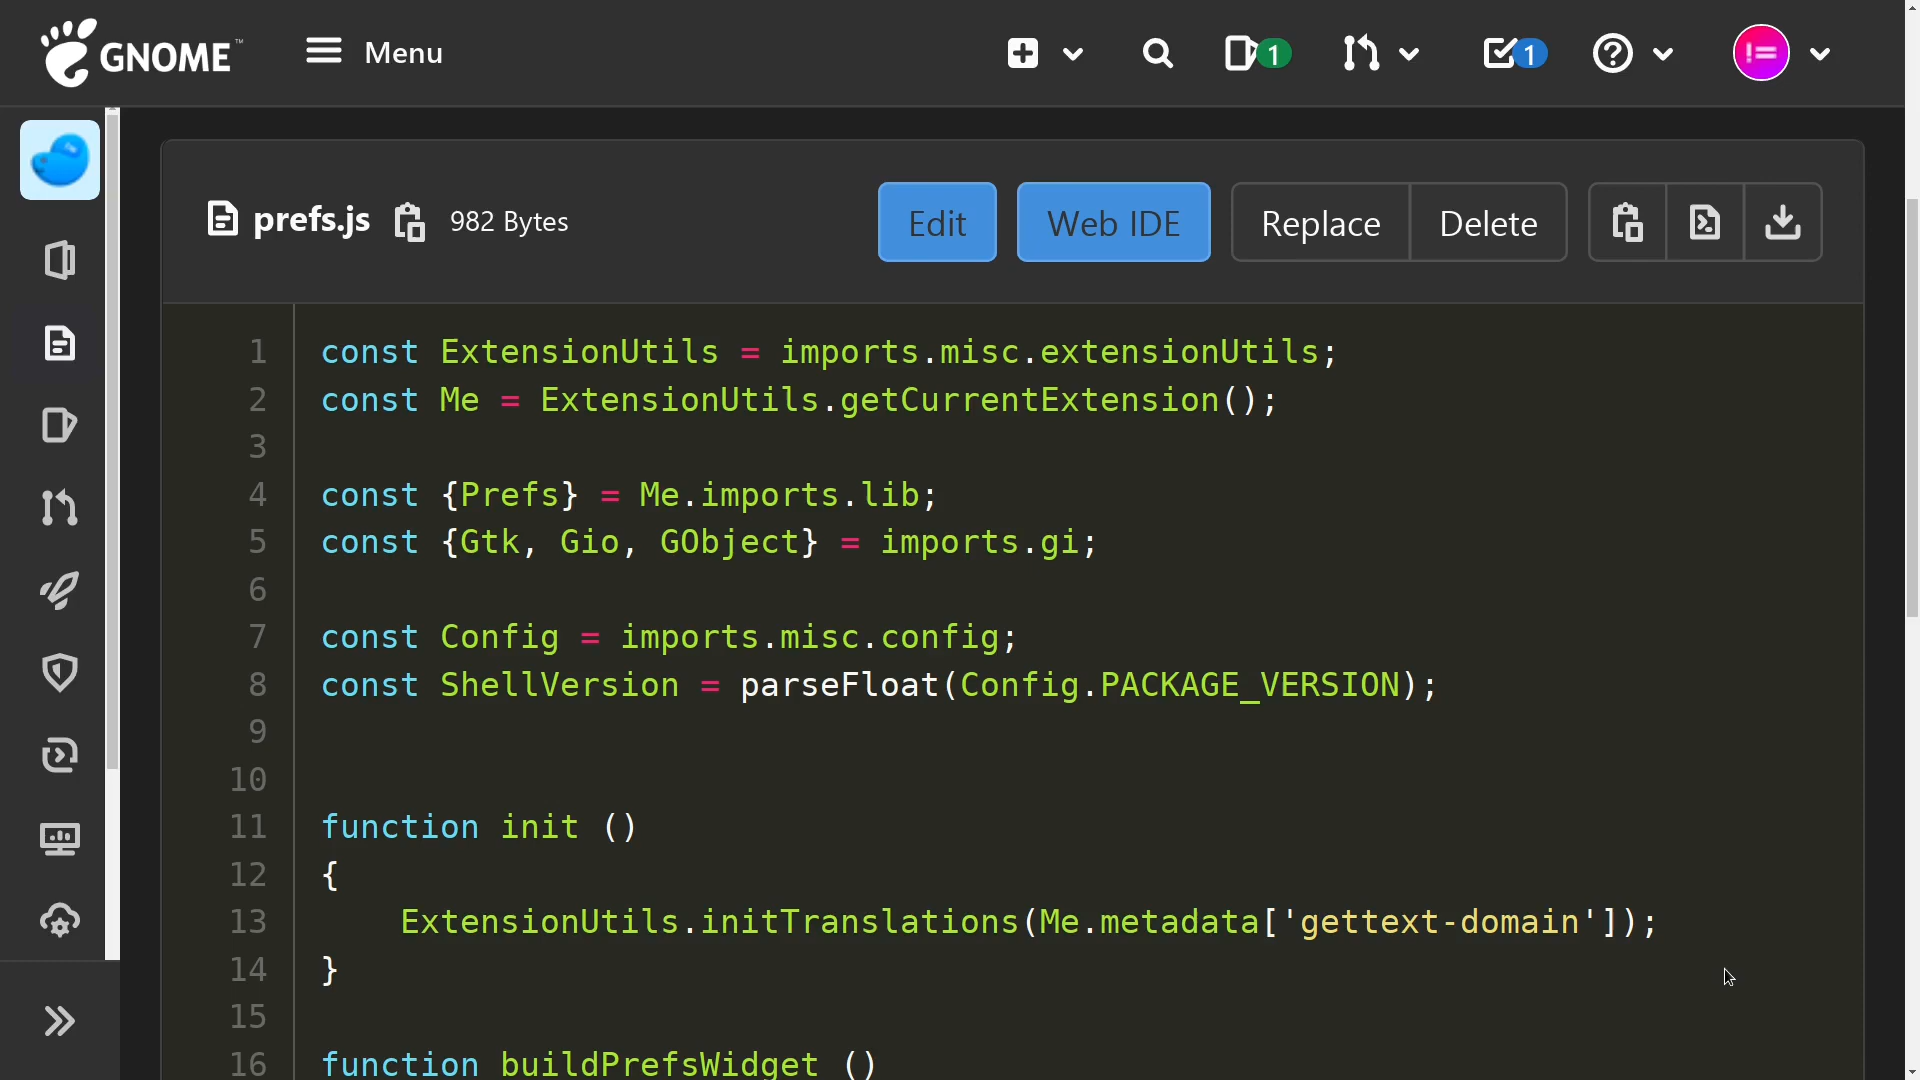 GNOME™ Menu 1 1 !=
prefs.js 982 Bytes Edit Web IDE Replace Delete
1 const ExtensionUtils = imports.misc.extensionUtils;
2 const Me = ExtensionUtils.getCurrentExtension();
3
4 const {Prefs} = Me.imports.lib;
5 const {Gtk, Gio, GObject} = imports.gi;
6
7 const Config = imports.misc.config;
8 const ShellVersion = parseFloat(Config.PACKAGE_VERSION);
9
10
11 function init ()
12 {
13     ExtensionUtils.initTranslations(Me.metadata['gettext-domain']);
14 }
15
16 function buildPrefsWidget ()